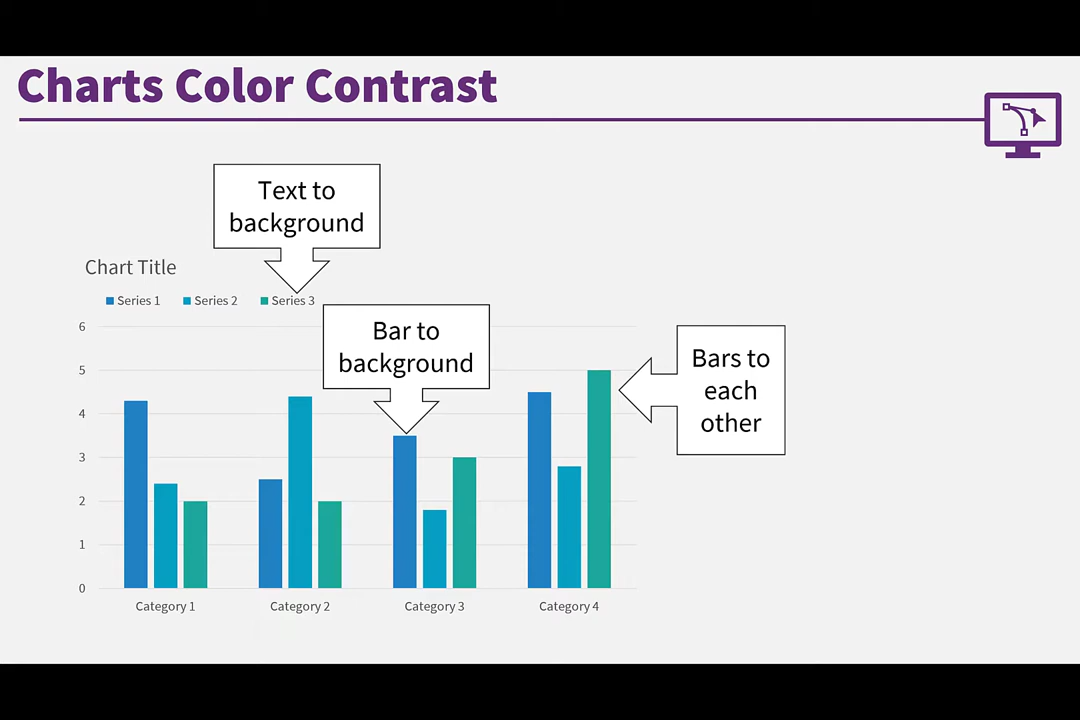 Charts Color Contrast
Text to
background
Chart Title
Series 1 Series 2 Series 3
Bar to
background
Bars to
each
other
6
5
4
3
2
1
0
Category 1 Category 2 Category 3 Category 4